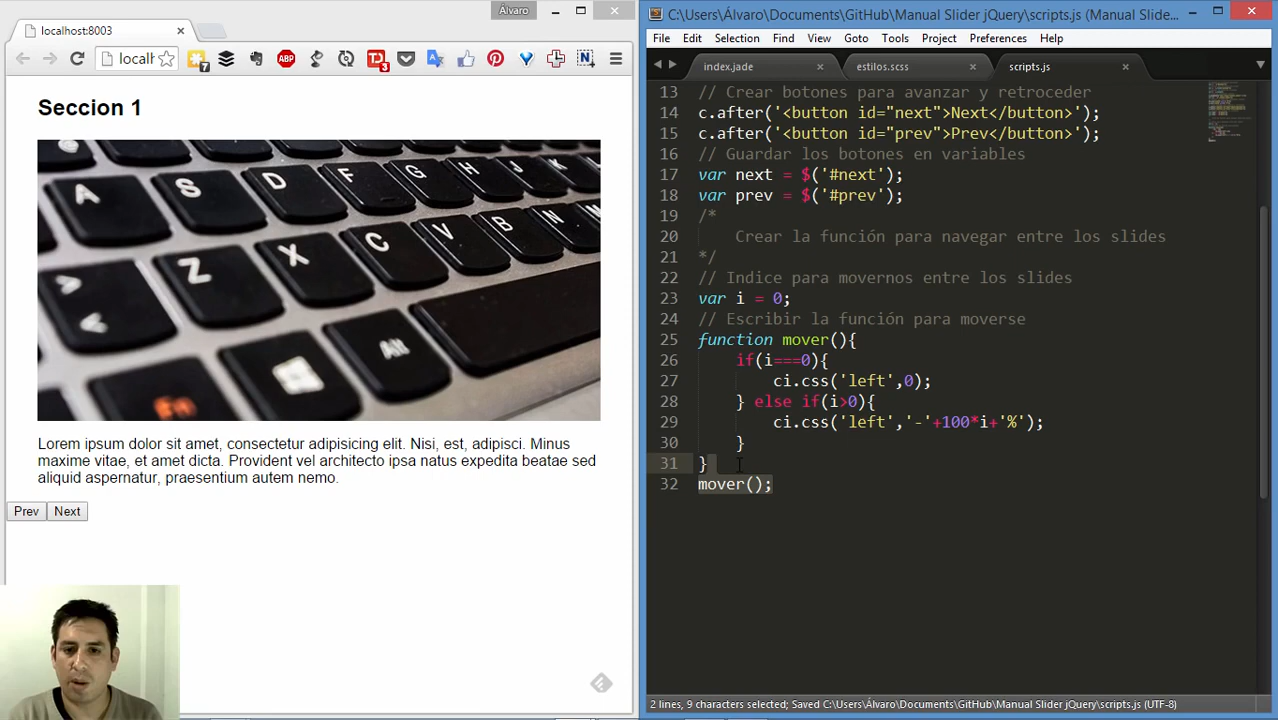 Álvaro
localhost:8003
localh
7
ABP
TD
3
N
Seccion 1
A S D F G H J
Z X C V B N
Alt
Fn
Lorem ipsum dolor sit amet, consectetur adipisicing elit. Nisi, est, adipisci. Minus
maxime vitae, et amet dicta. Provident vel architecto ipsa natus expedita beatae sed
aliquid aspernatur, praesentium autem nemo.
Prev Next
C:\Users\Álvaro\Documents\GitHub\Manual Slider jQuery\scripts.js (Manual Slide...
File Edit Selection Find View Goto Tools Project Preferences Help
index.jade estilos.scss scripts.js
13 // Crear botones para avanzar y retroceder
14 c.after('<button id="next">Next</button>');
15 c.after('<button id="prev">Prev</button>');
16 // Guardar los botones en variables
17 var next = $('#next');
18 var prev = $('#prev');
19 /*
20 Crear la función para navegar entre los slides
21 */
22 // Indice para movernos entre los slides
23 var i = 0;
24 // Escribir la función para moverse
25 function mover(){
26 if(i===0){
27 ci.css('left',0);
28 } else if(i>0){
29 ci.css('left','-'+100*i+'%');
30 }
31 }
32 mover();
2 lines, 9 characters selected; Saved C:\Users\Álvaro\Documents\GitHub\Manual Slider jQuery\scripts.js (UTF-8)